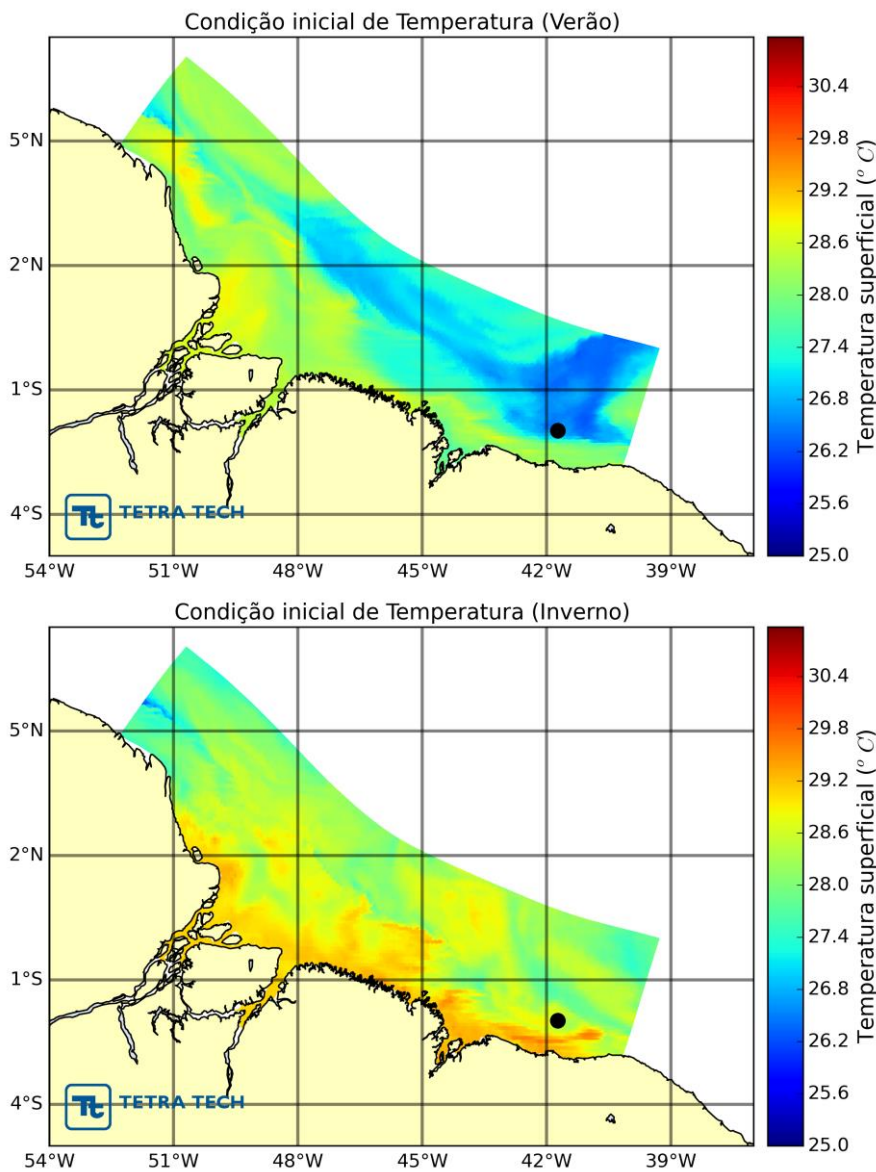 Condição inicial de Temperatura (Verão)
5°N
2°N
1°S
4°S
54°W 51°W 48°W 45°W 42°W 39°W
TETRA TECH
30.4
29.8
29.2
28.6
28.0
27.4
26.8
26.2
25.6
25.0
Temperatura superficial (° C)
Condição inicial de Temperatura (Inverno)
5°N
2°N
1°S
4°S
54°W 51°W 48°W 45°W 42°W 39°W
TETRA TECH
30.4
29.8
29.2
28.6
28.0
27.4
26.8
26.2
25.6
25.0
Temperatura superficial (° C)